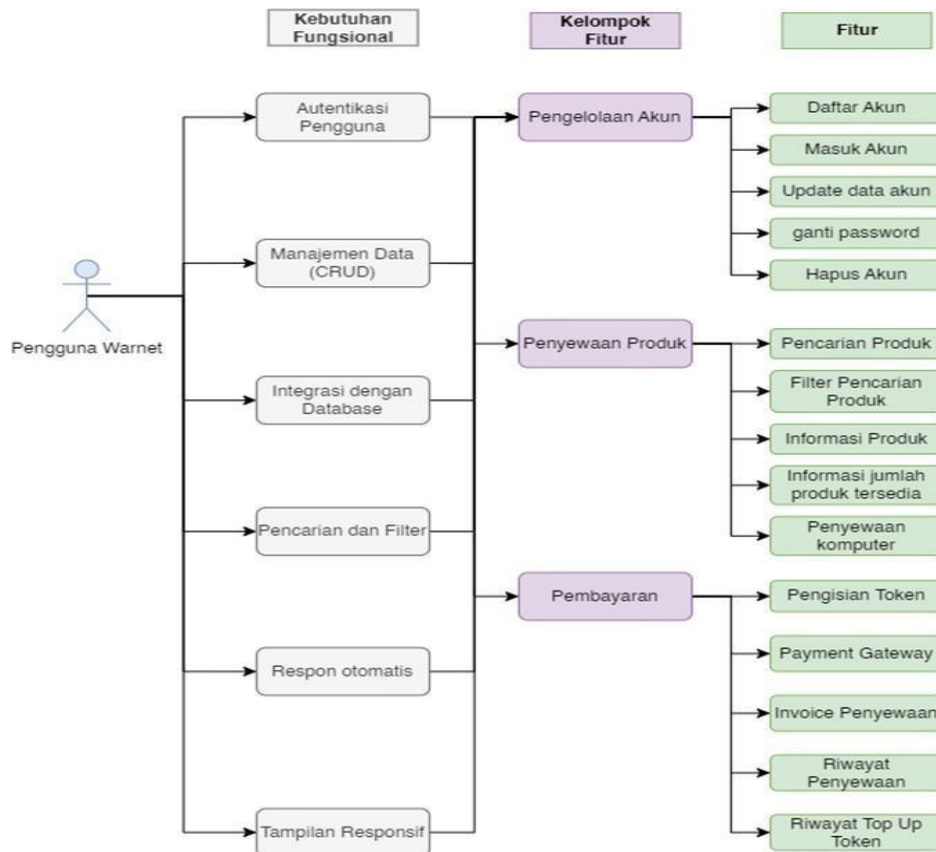 Kebutuhan
Fungsional
Kelompok
Fitur
Fitur
Pengguna Warnet
Autentikasi
Pengguna
Manajemen Data
(CRUD)
Integrasi dengan
Database
Pencarian dan Filter
Respon otomatis
Tampilan Responsif
Pengelolaan Akun
Penyewaan Produk
Pembayaran
Daftar Akun
Masuk Akun
Update data akun
ganti password
Hapus Akun
Pencarian Produk
Filter Pencarian
Produk
Informasi Produk
Informasi jumlah
produk tersedia
Penyewaan
komputer
Pengisian Token
Payment Gateway
Invoice Penyewaan
Riwayat
Penyewaan
Riwayat Top Up
Token